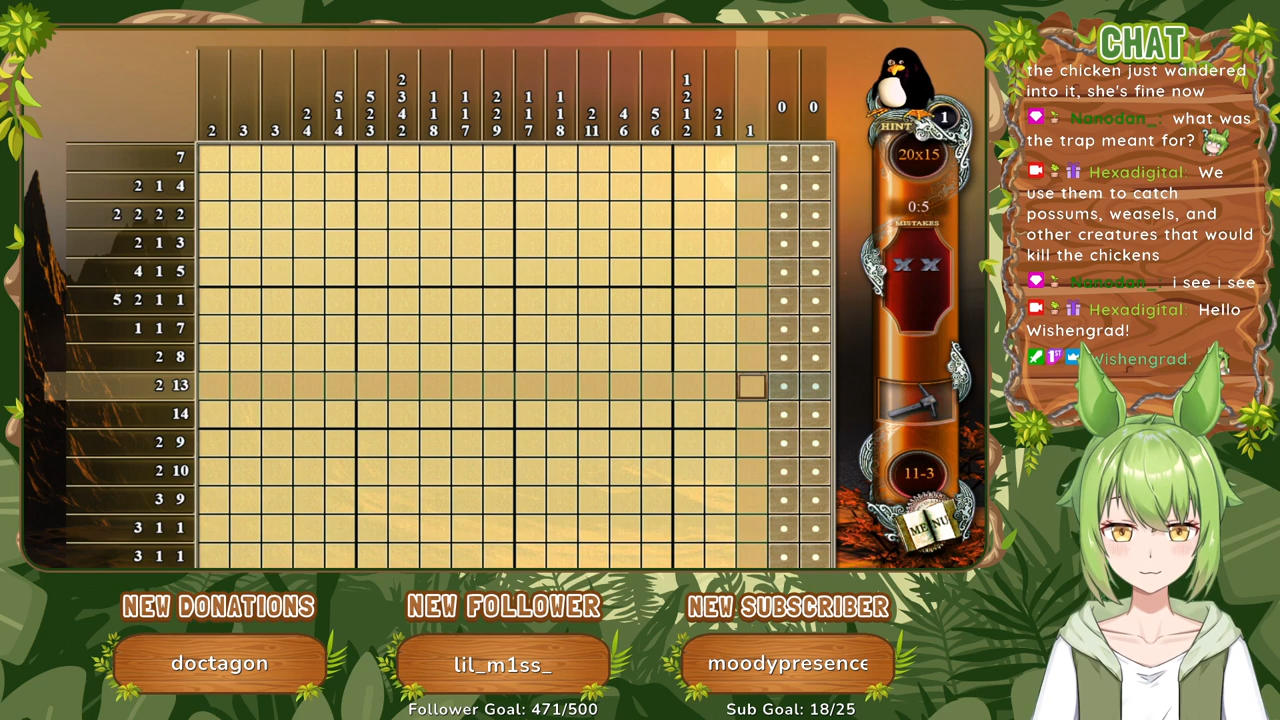 2 1
5 5 3 1 1 2 1 1 2
0 0
2 1 2 4 1 1 2 1 1 2 4 5 1 2
2 3 3 4 4 3 2 8 7 9 7 8 11 6 6 2 1 1
7
2 1 4
2 2 2 2
2 1 3
4 1 5
5 2 1 1
1 1 7
2 8
2 13
14
2 9
2 10
3 9
3 1 1
3 1 1
HINT 1
20x15
0:5
MISTAKES
X X
11-3
MENU
CHAT
the chicken just wandered
into it, she's fine now
Nanodan_: what was
the trap meant for?
Hexadigital: We
use them to catch
possums, weasels, and
other creatures that would
kill the chickens
Nanodan_: i see i see
Hexadigital: Hello
Wishengrad!
1ST Wishengrad:
NEW DONATIONS
doctagon
NEW FOLLOWER
lil_m1ss_
Follower Goal: 471/500
NEW SUBSCRIBER
moodypresence
Sub Goal: 18/25